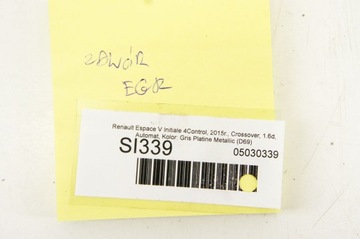 ZAWÓR
EGR
Renault Espace V Initiale 4Control, 2015r., Crossover, 1.6d,
Automat, Kolor: Gris Platine Metallic (D69)
SI339
05030339